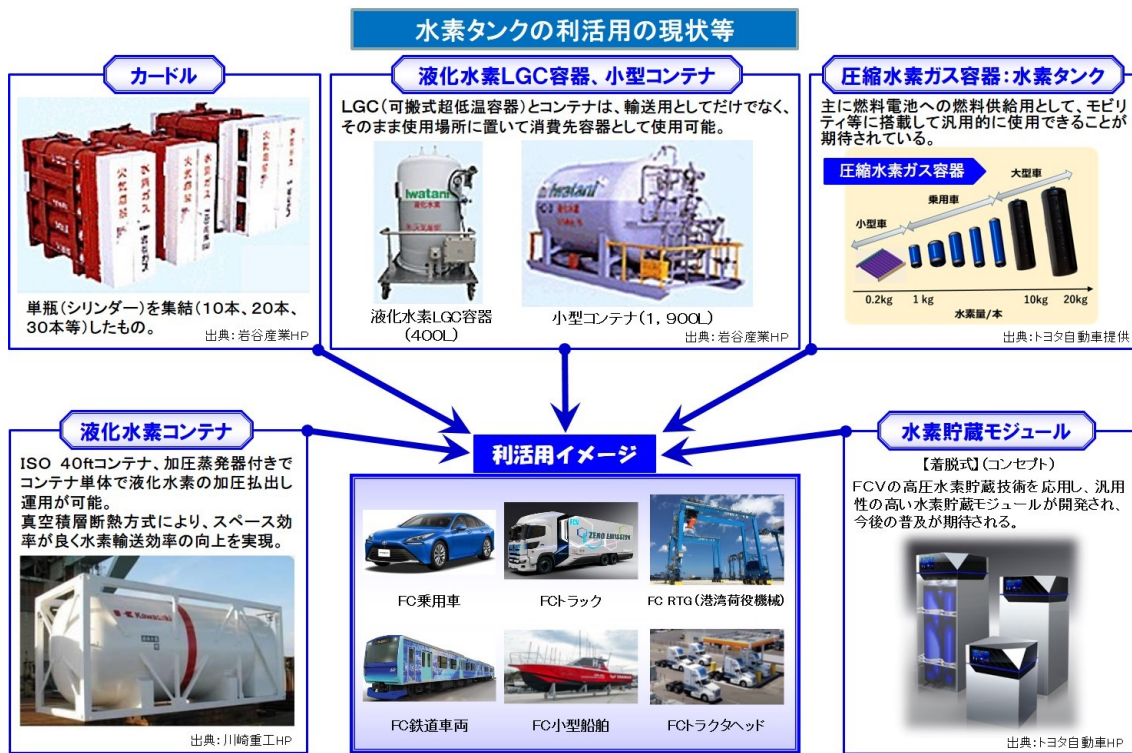 水素タンクの利活用の現状等
カードル
単瓶(シリンダー)を集結(10本、20本、
30本等)したもの。
出典:岩谷産業HP
液化水素LGC容器、小型コンテナ
LGC(可搬式超低温容器)とコンテナは、輸送用としてだけでなく、
そのまま使用場所に置いて消費先容器として使用可能。
Iwatani
液化水素
Iwatani
液化水素LGC容器
(400L)
小型コンテナ(1,900L)
出典:岩谷産業HP
圧縮水素ガス容器:水素タンク
主に燃料電池への燃料供給用として、モビリ
ティ等に搭載して汎用的に使用できることが
期待されている。
圧縮水素ガス容器
小型車
乗用車
大型車
0.2kg
1 kg
10kg
20kg
水素量/本
出典:トヨタ自動車提供
液化水素コンテナ
ISO 40ftコンテナ、加圧蒸発器付きで
コンテナ単体で液化水素の加圧払出し
運用が可能。
真空積層断熱方式により、スペース効
率が良く水素輸送効率の向上を実現。
Kawasaki
出典:川崎重工HP
利活用イメージ
FC乗用車
ZERO EMISSION
FCトラック
FC RTG(港湾荷役機械)
FC鉄道車両
FC小型船舶
FCトラクタヘッド
水素貯蔵モジュール
【着脱式】(コンセプト)
FCVの高圧水素貯蔵技術を応用し、汎用
性の高い水素貯蔵モジュールが開発され、
今後の普及が期待される。
出典:トヨタ自動車HP